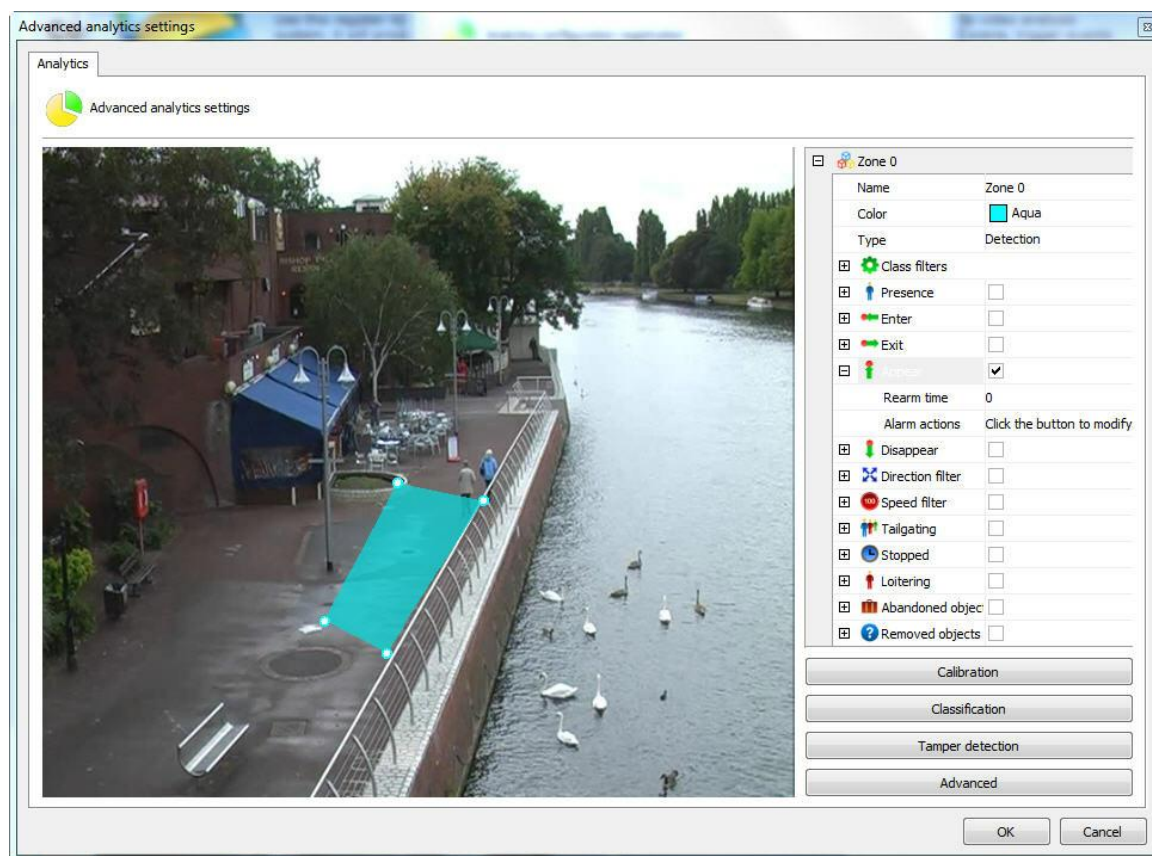 Advanced analytics settings
Analytics
Advanced analytics settings
Zone 0
Name Zone 0
Color Aqua
Type Detection
Class filters
Presence
Enter
Exit
Appear
Rearm time 0
Alarm actions Click the button to modify
Disappear
Direction filter
100 Speed filter
Tailgating
Stopped
Loitering
Abandoned objec
? Removed objects
Calibration
Classification
Tamper detection
Advanced
OK Cancel